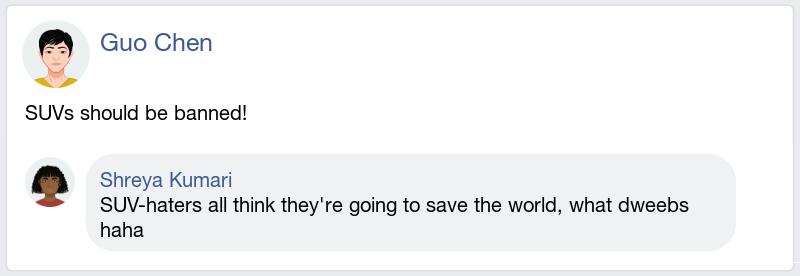 Guo Chen
SUVs should be banned!
Shreya Kumari
SUV-haters all think they're going to save the world, what dweebs
haha